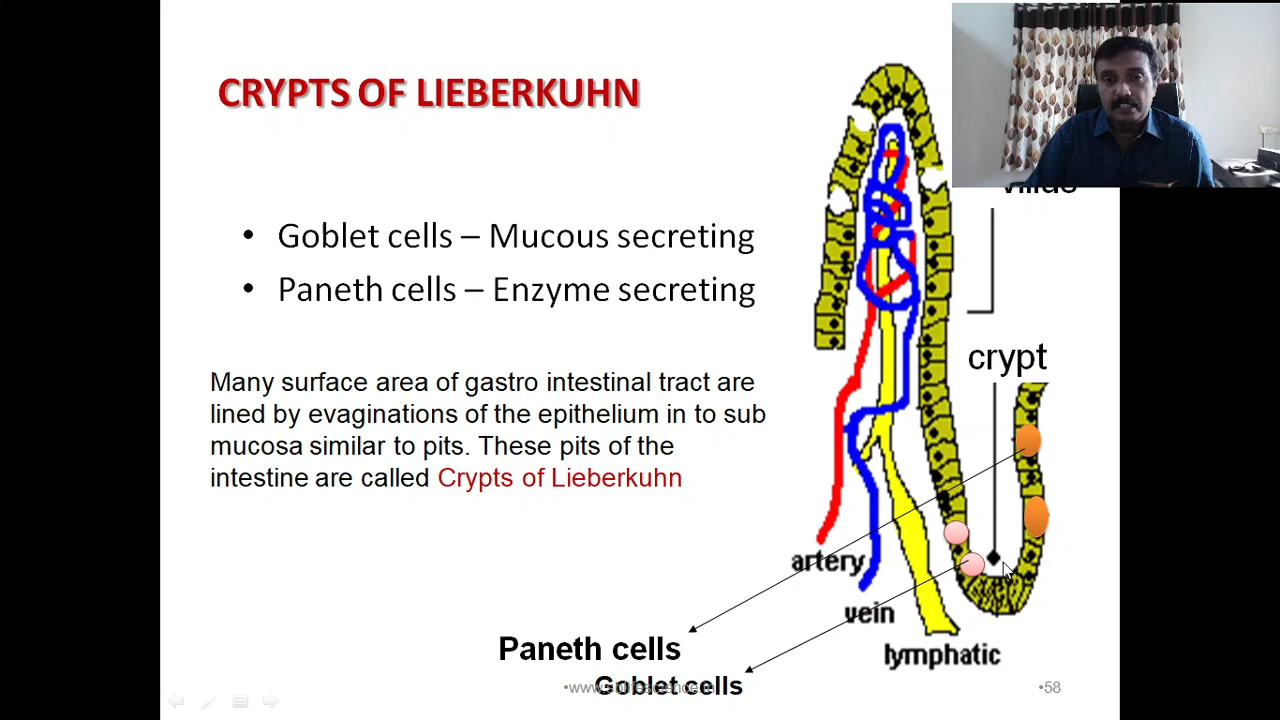 CRYPTS OF LIEBERKUHN
• Goblet cells – Mucous secreting
• Paneth cells – Enzyme secreting
Many surface area of gastro intestinal tract are
lined by evaginations of the epithelium in to sub
mucosa similar to pits. These pits of the
intestine are called Crypts of Lieberkuhn
villus
crypt
artery
vein
lymphatic
Paneth cells
Goblet cells
•58